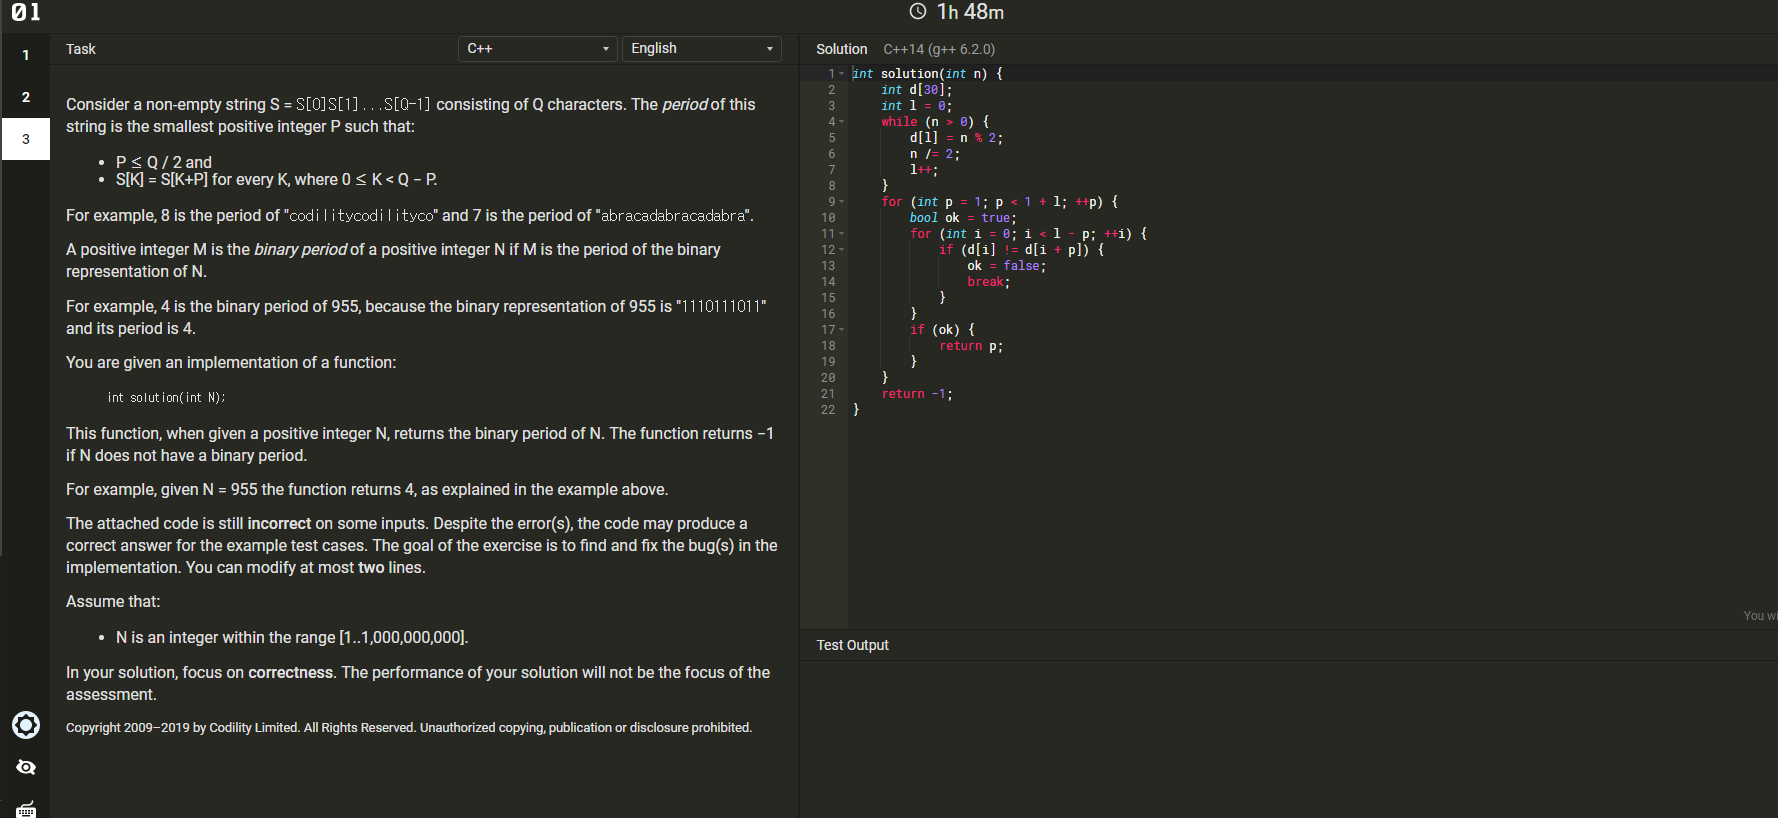 01
1h 48m
1
2
3
Task
C++
English
Consider a non-empty string S = S[0]S[1]...S[Q-1] consisting of Q characters. The period of this
string is the smallest positive integer P such that:
• P ≤ Q / 2 and
• S[K] = S[K+P] for every K, where 0 ≤ K < Q − P.
For example, 8 is the period of "codilitycodilityco" and 7 is the period of "abracadabracadabra".
A positive integer M is the binary period of a positive integer N if M is the period of the binary
representation of N.
For example, 4 is the binary period of 955, because the binary representation of 955 is "1110111011"
and its period is 4.
You are given an implementation of a function:
int solution(int N);
This function, when given a positive integer N, returns the binary period of N. The function returns −1
if N does not have a binary period.
For example, given N = 955 the function returns 4, as explained in the example above.
The attached code is still incorrect on some inputs. Despite the error(s), the code may produce a
correct answer for the example test cases. The goal of the exercise is to find and fix the bug(s) in the
implementation. You can modify at most two lines.
Assume that:
• N is an integer within the range [1..1,000,000,000].
In your solution, focus on correctness. The performance of your solution will not be the focus of the
assessment.
Copyright 2009–2019 by Codility Limited. All Rights Reserved. Unauthorized copying, publication or disclosure prohibited.
Solution C++14 (g++ 6.2.0)
1 int solution(int n) {
2 int d[30];
3 int l = 0;
4 while (n > 0) {
5 d[l] = n % 2;
6 n /= 2;
7 l++;
8 }
9 for (int p = 1; p < 1 + l; ++p) {
10 bool ok = true;
11 for (int i = 0; i < l - p; ++i) {
12 if (d[i] != d[i + p]) {
13 ok = false;
14 break;
15 }
16 }
17 if (ok) {
18 return p;
19 }
20 }
21 return -1;
22 }
You wi
Test Output